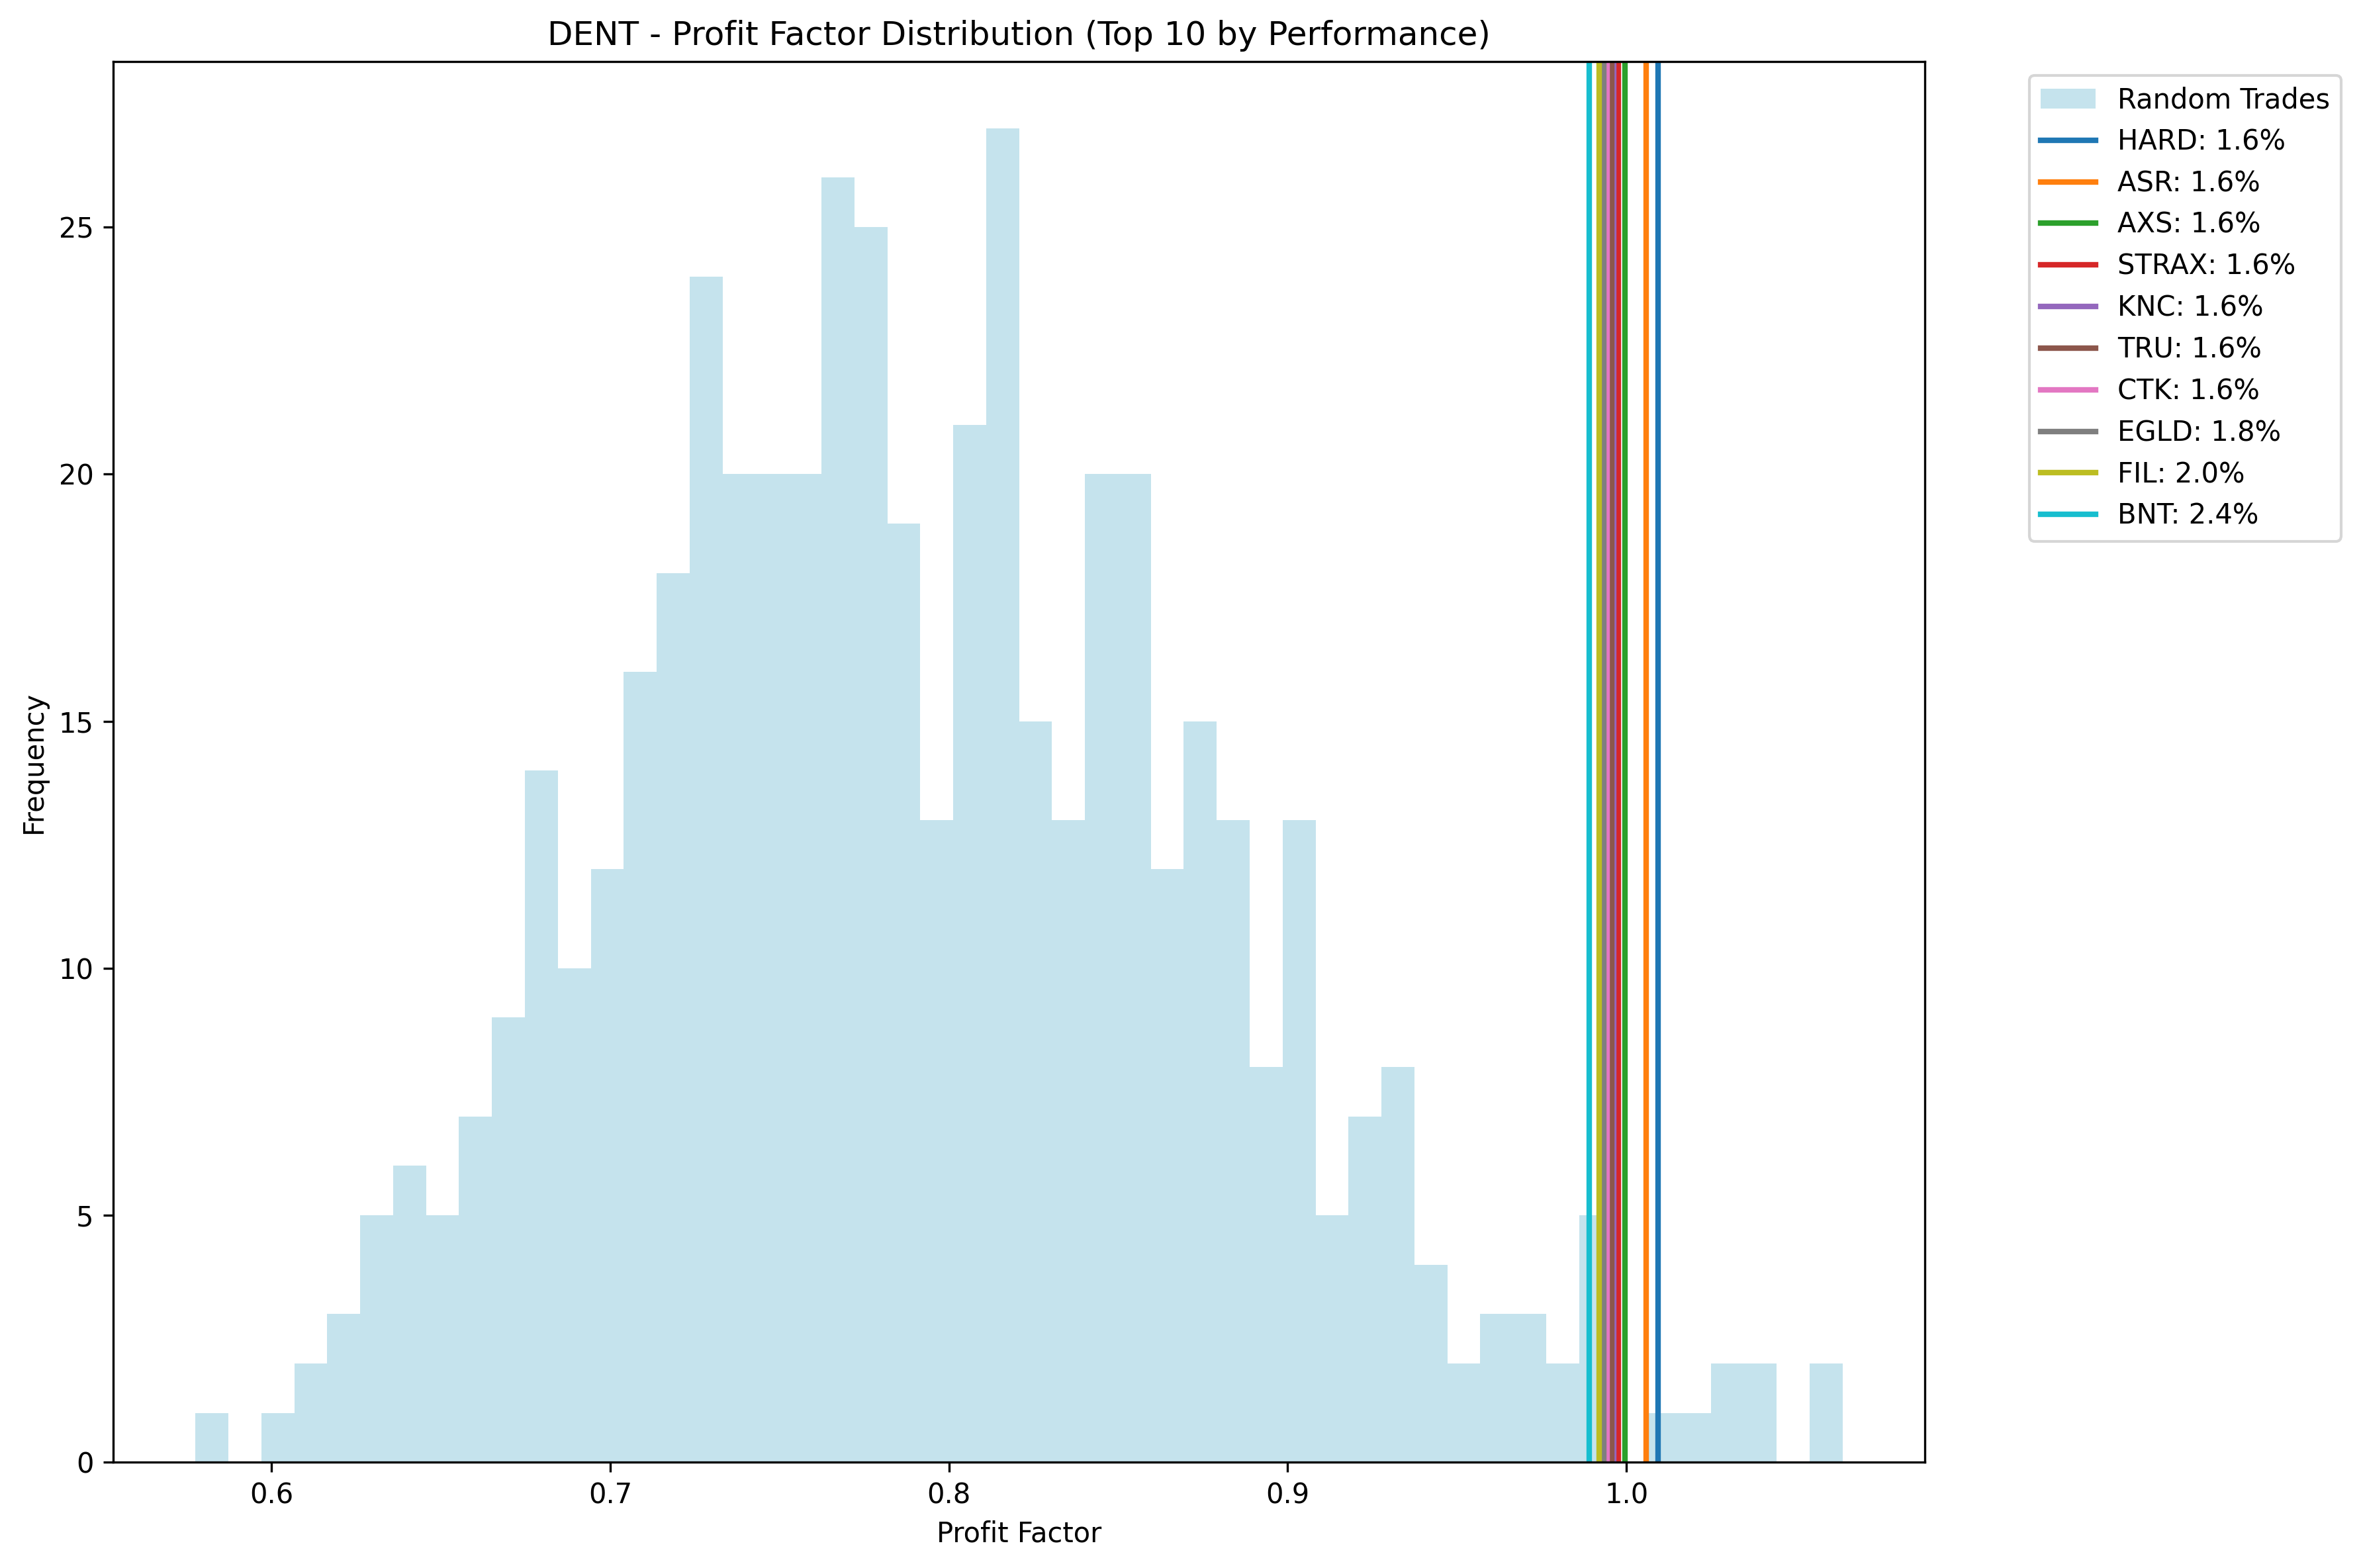 DENT - Profit Factor Distribution (Top 10 by Performance)
Random Trades
HARD: 1.6%
ASR: 1.6%
AXS: 1.6%
STRAX: 1.6%
KNC: 1.6%
TRU: 1.6%
CTK: 1.6%
EGLD: 1.8%
FIL: 2.0%
BNT: 2.4%
Frequency
25
20
15
10
5
0
0.6 0.7 0.8 0.9 1.0
Profit Factor